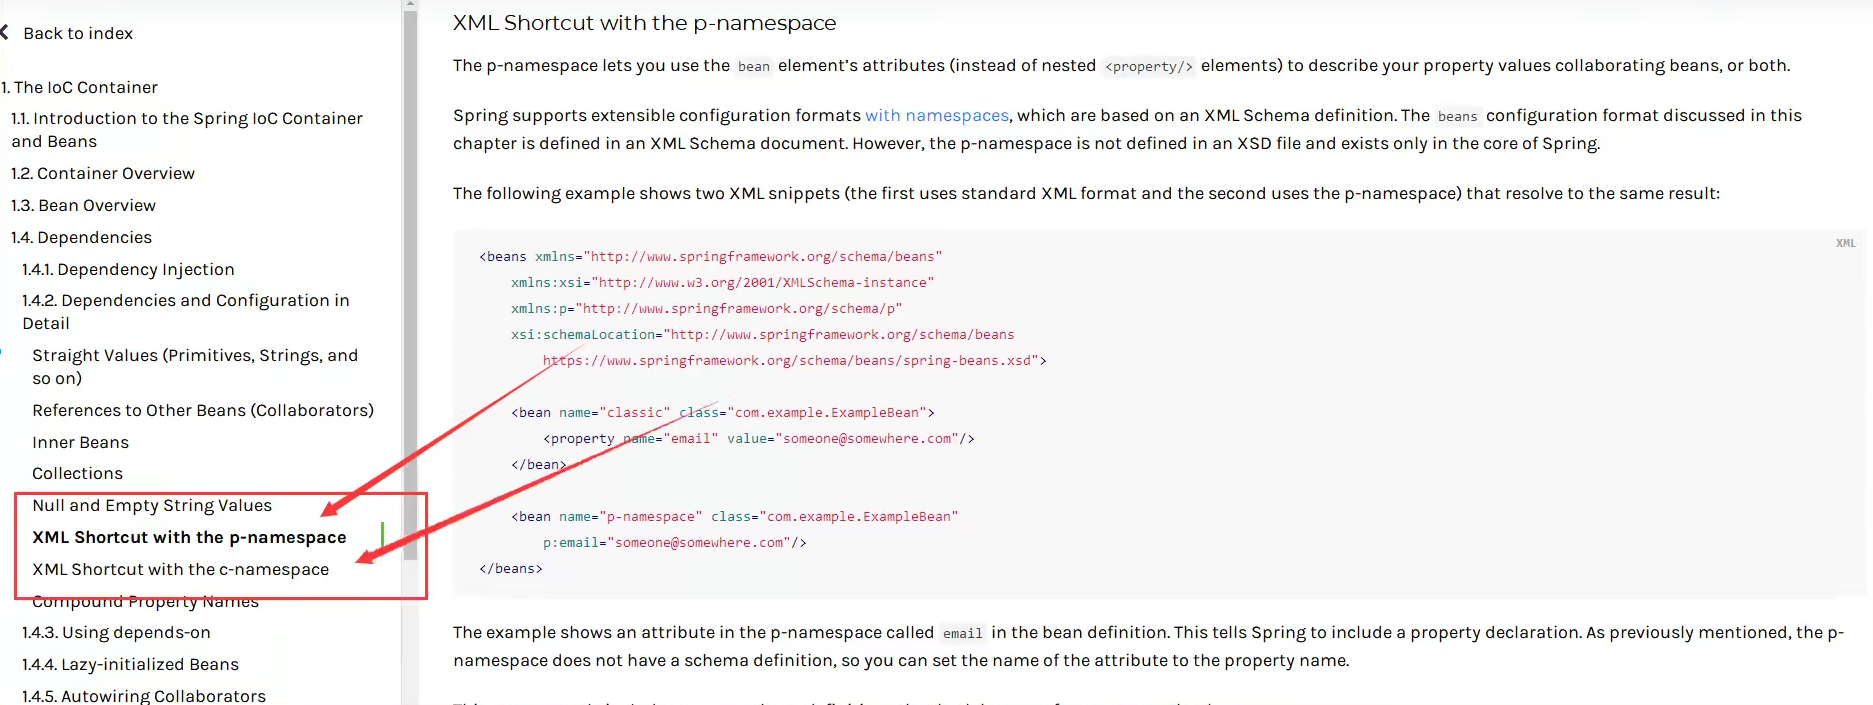 Back to index
1. The IoC Container
1.1. Introduction to the Spring IoC Container
and Beans
1.2. Container Overview
1.3. Bean Overview
1.4. Dependencies
1.4.1. Dependency Injection
1.4.2. Dependencies and Configuration in
Detail
Straight Values (Primitives, Strings, and
so on)
References to Other Beans (Collaborators)
Inner Beans
Collections
Null and Empty String Values
XML Shortcut with the p-namespace
XML Shortcut with the c-namespace
Compound Property Names
1.4.3. Using depends-on
1.4.4. Lazy-initialized Beans
1.4.5. Autowiring Collaborators
XML Shortcut with the p-namespace
The p-namespace lets you use the bean element's attributes (instead of nested <property/> elements) to describe your property values collaborating beans, or both.
Spring supports extensible configuration formats with namespaces, which are based on an XML Schema definition. The beans configuration format discussed in this
chapter is defined in an XML Schema document. However, the p-namespace is not defined in an XSD file and exists only in the core of Spring.
The following example shows two XML snippets (the first uses standard XML format and the second uses the p-namespace) that resolve to the same result:
XML
<beans xmlns="http://www.springframework.org/schema/beans"
xmlns:xsi="http://www.w3.org/2001/XMLSchema-instance"
xmlns:p="http://www.springframework.org/schema/p"
xsi:schemaLocation="http://www.springframework.org/schema/beans
https://www.springframework.org/schema/beans/spring-beans.xsd">
<bean name="classic" class="com.example.ExampleBean">
<property name="email" value="someone@somewhere.com"/>
</bean>
<bean name="p-namespace" class="com.example.ExampleBean"
p:email="someone@somewhere.com"/>
</beans>
The example shows an attribute in the p-namespace called email in the bean definition. This tells Spring to include a property declaration. As previously mentioned, the p-
namespace does not have a schema definition, so you can set the name of the attribute to the property name.